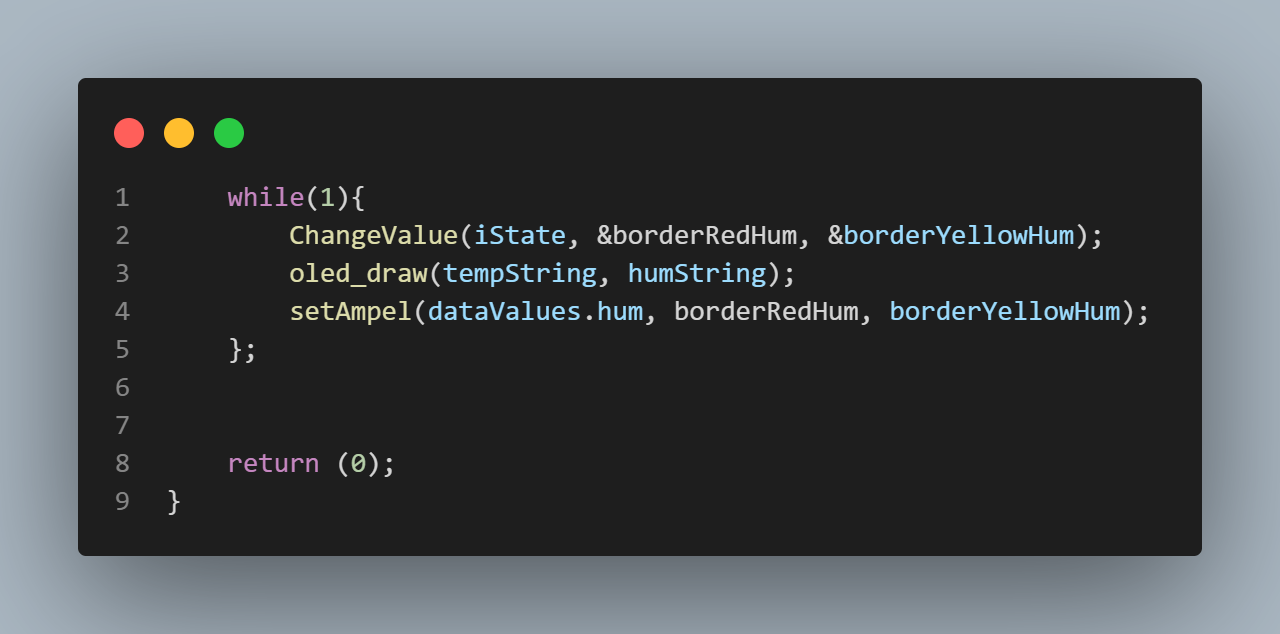 1    while(1){
2        ChangeValue(iState, &borderRedHum, &borderYellowHum);
3        oled_draw(tempString, humString);
4        setAmpel(dataValues.hum, borderRedHum, borderYellowHum);
5    };
6
7
8    return (0);
9 }